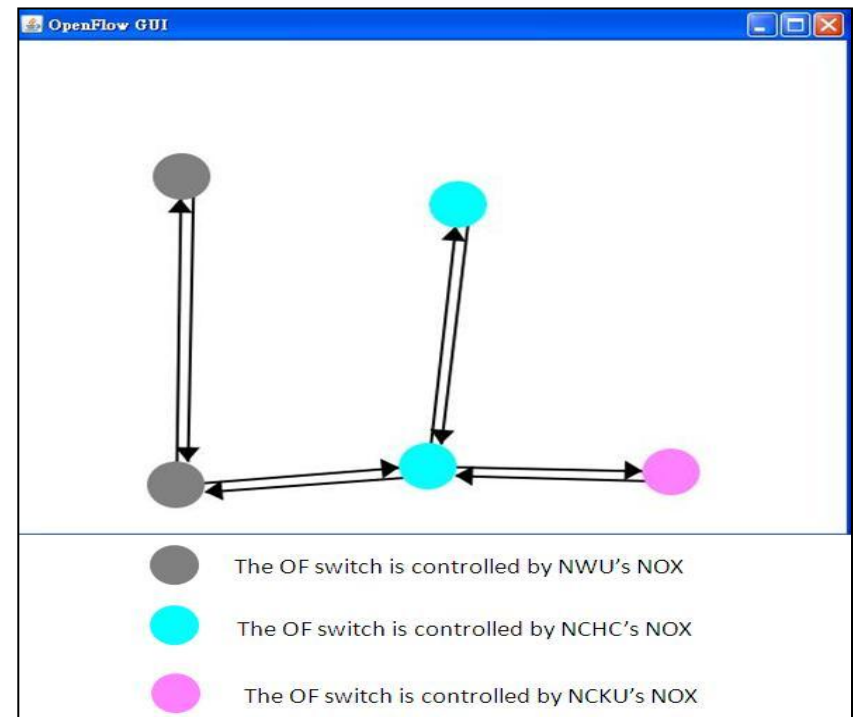 OpenFlow GUI
The OF switch is controlled by NWU's NOX
The OF switch is controlled by NCHC's NOX
The OF switch is controlled by NCKU's NOX